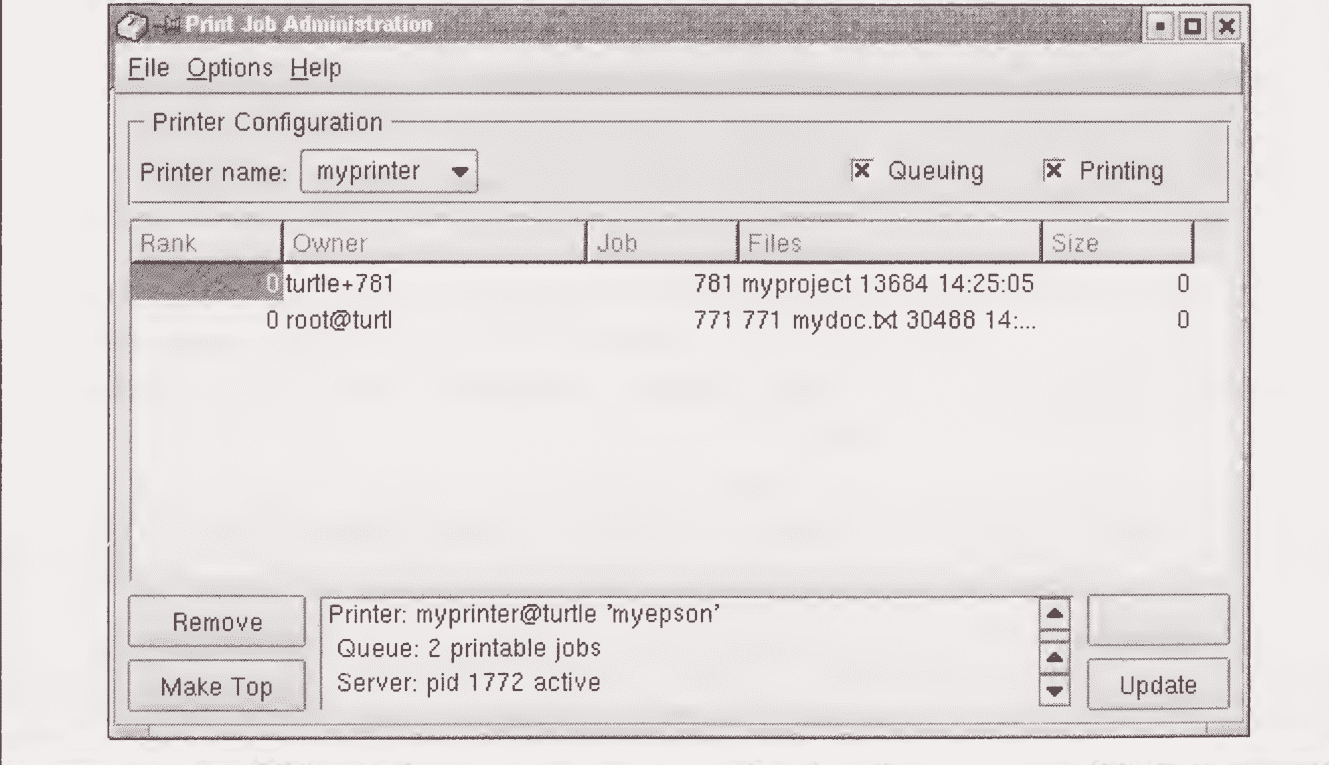 Print Job Administration
File Options Help
Printer Configuration
Printer name: myprinter Queuing Printing
Rank Owner Job Files Size
0 turtle+781 781 myproject 13684 14:25:05 0
0 root@turtl 771 771 mydoc.txt 30488 14:... 0
Remove
Make Top
Printer: myprinter@turtle 'myepson'
Queue: 2 printable jobs
Server: pid 1772 active
Update